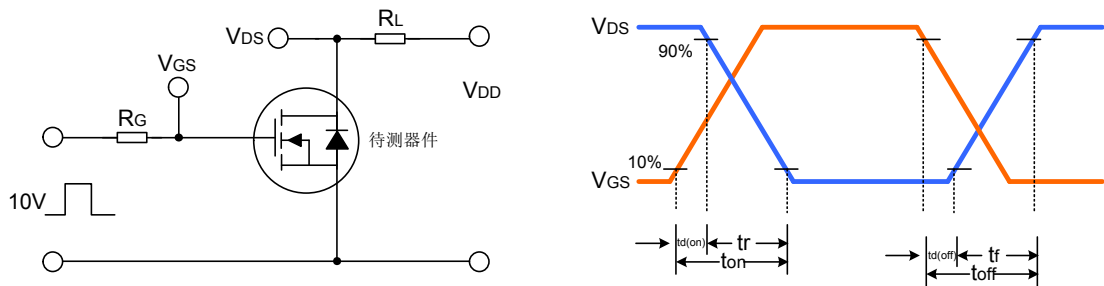 RL
VDS
VGS
VDD
RG
待测器件
10V
VDS
90%
10%
VGS
td(on)
tr
ton
td(off)
tf
toff